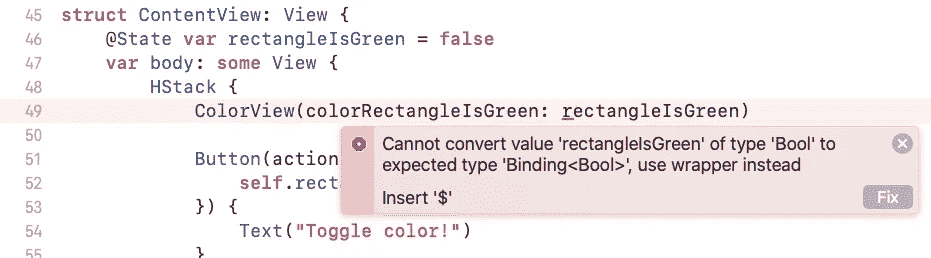 45 struct ContentView: View {
46 @State var rectangleIsGreen = false
47 var body: some View {
48 HStack {
49 ColorView(colorRectangleIsGreen: rectangleIsGreen)
50
Cannot convert value 'rectangleIsGreen' of type 'Bool' to
51 Button(action
expected type 'Binding<Bool>', use wrapper instead
52 self.rect
Insert '$' Fix
53 }) {
54 Text("Toggle color!")
55 }